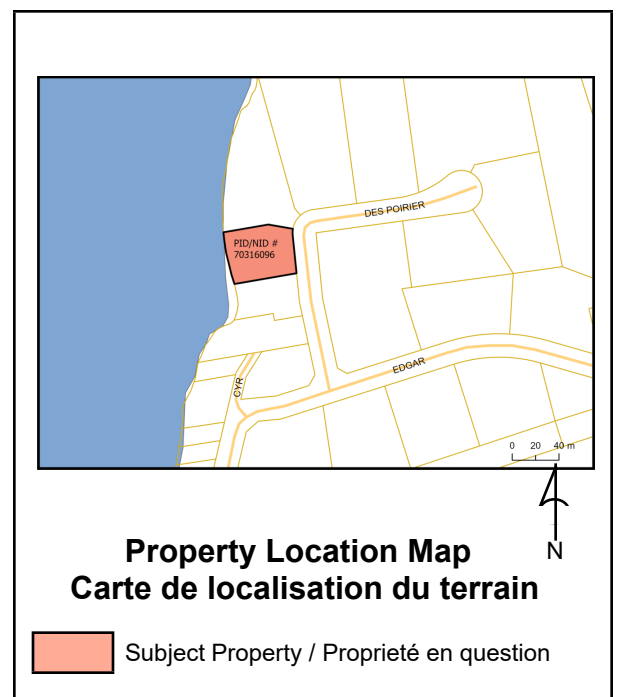 DES POIRIER
PID/NID #
70316096
EDGAR
CYR
0 20 40 m
N
Property Location Map
Carte de localisation du terrain
Subject Property / Proprieté en question